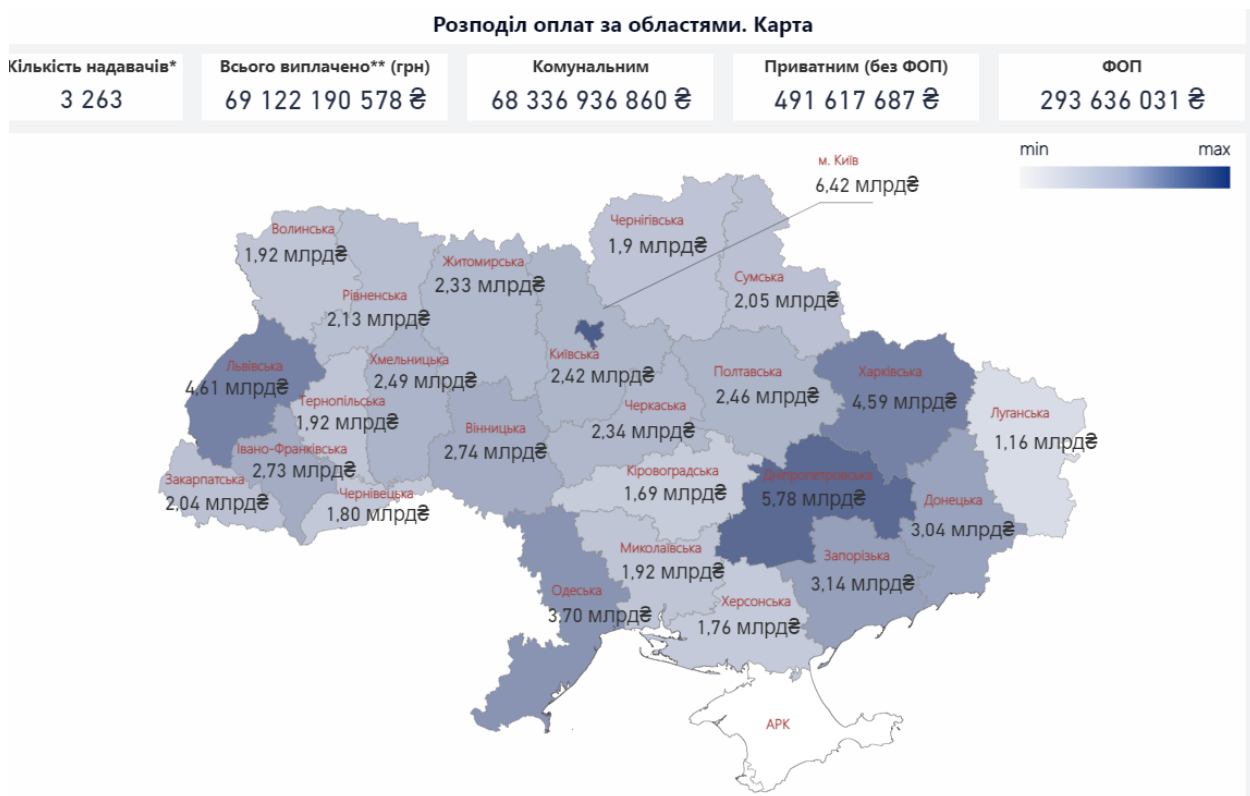 Розподіл оплат за областями. Карта
Кількість надавачів*
3 263
Всього виплачено** (грн)
69 122 190 578 ₴
Комунальним
68 336 936 860 ₴
Приватним (без ФОП)
491 617 687 ₴
ФОП
293 636 031 ₴
min max
м. Київ
6,42 млрд₴
Волинська
1,92 млрд₴
Рівненська
2,13 млрд₴
Житомирська
2,33 млрд₴
Чернігівська
1,9 млрд₴
Сумська
2,05 млрд₴
Львівська
4,61 млрд₴
Тернопільська
1,92 млрд₴
Хмельницька
2,49 млрд₴
Київська
2,42 млрд₴
Полтавська
2,46 млрд₴
Харківська
4,59 млрд₴
Луганська
1,16 млрд₴
Черкаська
2,34 млрд₴
Вінницька
2,74 млрд₴
Івано-Франківська
2,73 млрд₴
Закарпатська
2,04 млрд₴
Чернівецька
1,80 млрд₴
Кіровоградська
1,69 млрд₴
Дніпропетровська
5,78 млрд₴
Донецька
3,04 млрд₴
Миколаївська
1,92 млрд₴
Запорізька
3,14 млрд₴
Одеська
3,70 млрд₴
Херсонська
1,76 млрд₴
АРК